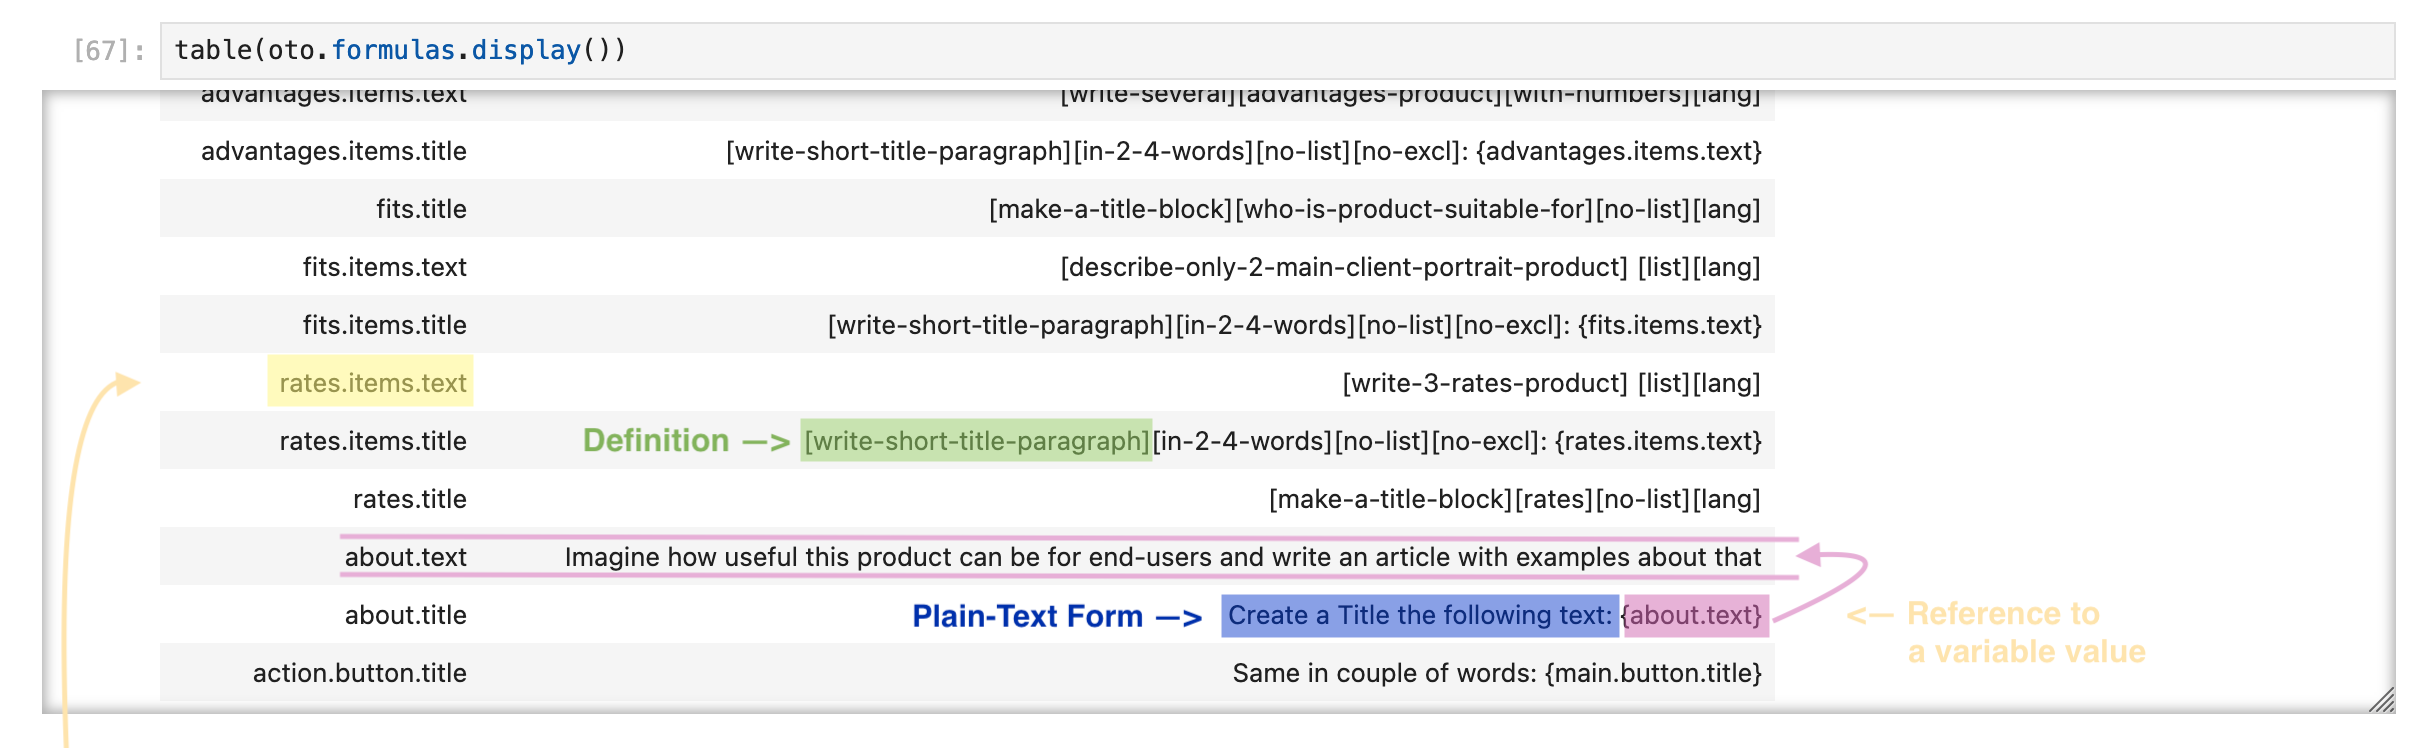 [67]: table(oto.formulas.display())
advantages.items.text [write-several][advantages-product][with-numbers][lang]
advantages.items.title [write-short-title-paragraph][in-2-4-words][no-list][no-excl]: {advantages.items.text}
fits.title [make-a-title-block][who-is-product-suitable-for][no-list][lang]
fits.items.text [describe-only-2-main-client-portrait-product] [list][lang]
fits.items.title [write-short-title-paragraph][in-2-4-words][no-list][no-excl]: {fits.items.text}
rates.items.text [write-3-rates-product] [list][lang]
rates.items.title Definition —> [write-short-title-paragraph][in-2-4-words][no-list][no-excl]: {rates.items.text}
rates.title [make-a-title-block][rates][no-list][lang]
about.text Imagine how useful this product can be for end-users and write an article with examples about that
about.title Plain-Text Form —> Create a Title the following text: {about.text} <— Reference to
a variable value
action.button.title Same in couple of words: {main.button.title}